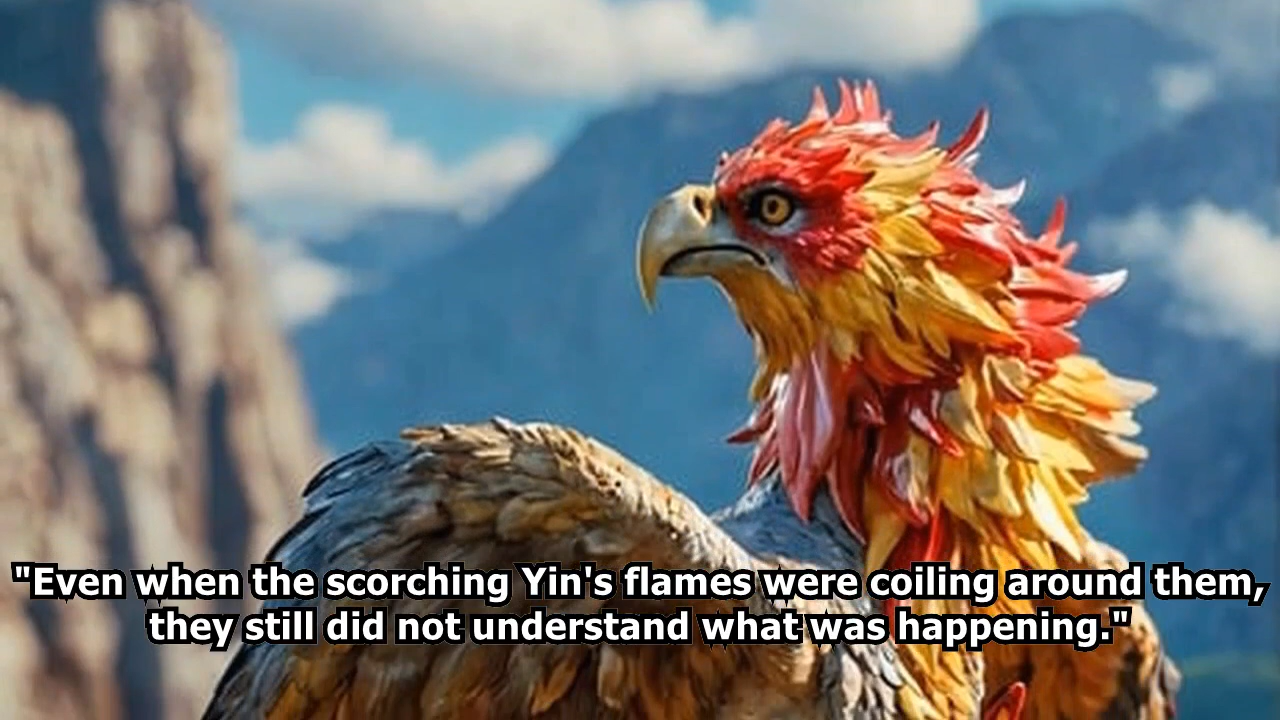 "Even when the scorching Yin's flames were coiling around them,
they still did not understand what was happening."